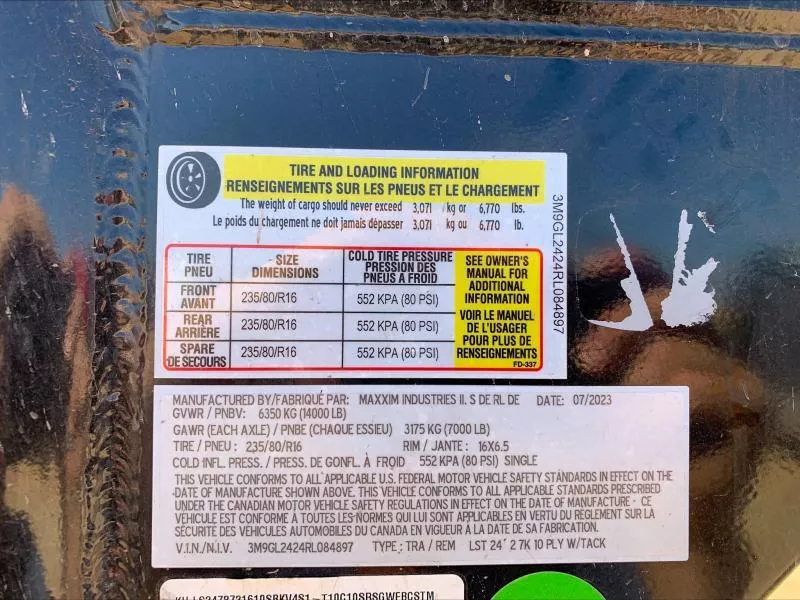 TIRE AND LOADING INFORMATION
RENSEIGNEMENTS SUR LES PNEUS ET LE CHARGEMENT
The weight of cargo should never exceed 3,071 /kg or 6,770 lbs.
Le poids du chargement ne doit jamais dépasser 3,071 kg ou 6,770 lb.
TIRE PNEU SIZE DIMENSIONS COLD TIRE PRESSURE PRESSION DES PNEUS A FROID
FRONT AVANT 235/80/R16 552 KPA (80 PSI)
REAR ARRIÈRE 235/80/R16 552 KPA (80 PSI)
SPARE DE SECOURS 235/80/R16 552 KPA (80 PSI)
SEE OWNER'S
MANUAL FOR
ADDITIONAL
INFORMATION
VOIR LE MANUEL
DE L'USAGER
POUR PLUS DE
RENSEIGNEMENTS
FD-337
3M9GL2424RL084897
MANUFACTURED BY/FABRIQUÉ PAR: MAXXIM INDUSTRIES II. S DE RL DE DATE: 07/2023
GVWR / PNBV: 6350 KG (14000 LB)
GAWR (EACH AXLE) / PNBE (CHAQUE ESSIEU) 3175 KG (7000 LB)
TIRE / PNEU : 235/80/R16 RIM / JANTE : 16X6.5
COLD INFL. PRESS. / PRESS. DE GONFL. À FROID 552 KPA (80 PSI) SINGLE
THIS VEHICLE CONFORMS TO ALL APPLICABLE U.S. FEDERAL MOTOR VEHICLE SAFETY STANDARDS IN EFFECT ON THE
DATE OF MANUFACTURE SHOWN ABOVE. THIS VEHICLE CONFORMS TO ALL APPLICABLE STANDARDS PRESCRIBED
UNDER THE CANADIAN MOTOR VEHICLE SAFETY REGULATIONS IN EFFECT ON THE DATE OF MANUFACTURE - CE
VÉHICULE EST CONFORME À TOUTES LES NORMES QUI LUI SONT APPLICABLES EN VERTU DU RÈGLEMENT SUR LA
SÉCURITÉ DES VÉHICULES AUTOMOBILES DU CANADA EN VIGUEUR À LA DATE DE SA FABRICATION.
V.I.N./N.I.V. 3M9GL2424RL084897 TYPE : TRA / REM LST 24' 2 7K 10 PLY W/TACK